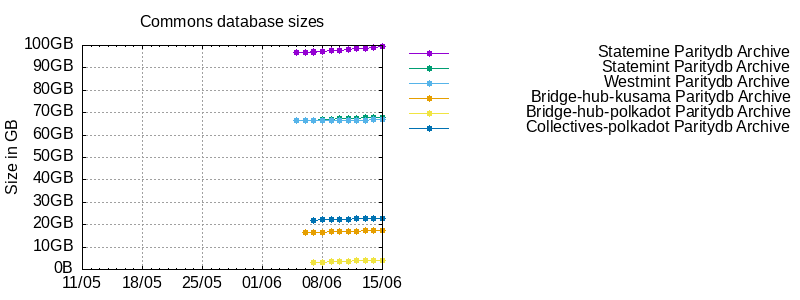 Commons database sizes
100GB
90GB
80GB
70GB
60GB
50GB
40GB
30GB
20GB
10GB
0B
Size in GB
11/05 18/05 25/05 01/06 08/06 15/06
Statemine Paritydb Archive
Statemint Paritydb Archive
Westmint Paritydb Archive
Bridge-hub-kusama Paritydb Archive
Bridge-hub-polkadot Paritydb Archive
Collectives-polkadot Paritydb Archive